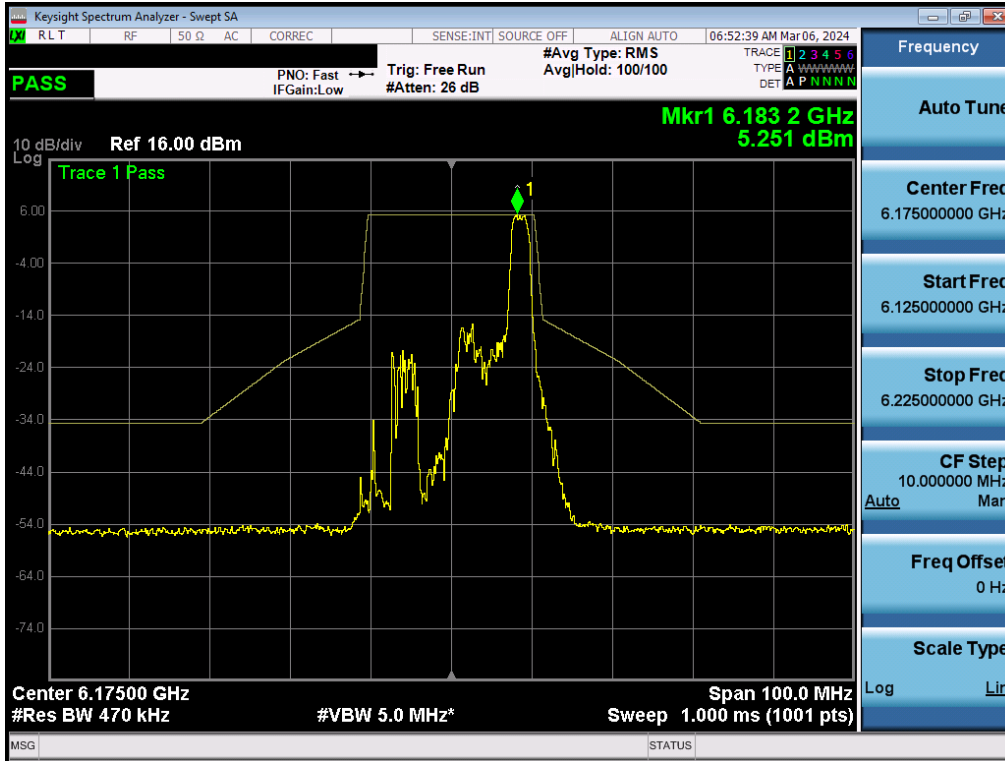 Keysight Spectrum Analyzer - Swept SA
LXI RLT RF 50 Ω AC CORREC SENSE:INT SOURCE OFF ALIGN AUTO 06:52:39 AM Mar 06, 2024
PASS
PNO: Fast
IFGain:Low
Trig: Free Run
#Atten: 26 dB
#Avg Type: RMS
Avg|Hold: 100/100
TRACE 1 2 3 4 5 6
TYPE A WWWWW
DET A P N N N N
Mkr1 6.183 2 GHz
5.251 dBm
10 dB/div Ref 16.00 dBm
Log
Trace 1 Pass
1
6.00
-4.00
-14.0
-24.0
-34.0
-44.0
-54.0
-64.0
-74.0
Center 6.17500 GHz Span 100.0 MHz
#Res BW 470 kHz #VBW 5.0 MHz* Sweep 1.000 ms (1001 pts)
MSG STATUS
Frequency
Auto Tune
Center Freq
6.175000000 GHz
Start Freq
6.125000000 GHz
Stop Freq
6.225000000 GHz
CF Step
10.000000 MHz
Auto Man
Freq Offset
0 Hz
Scale Type
Log Lin